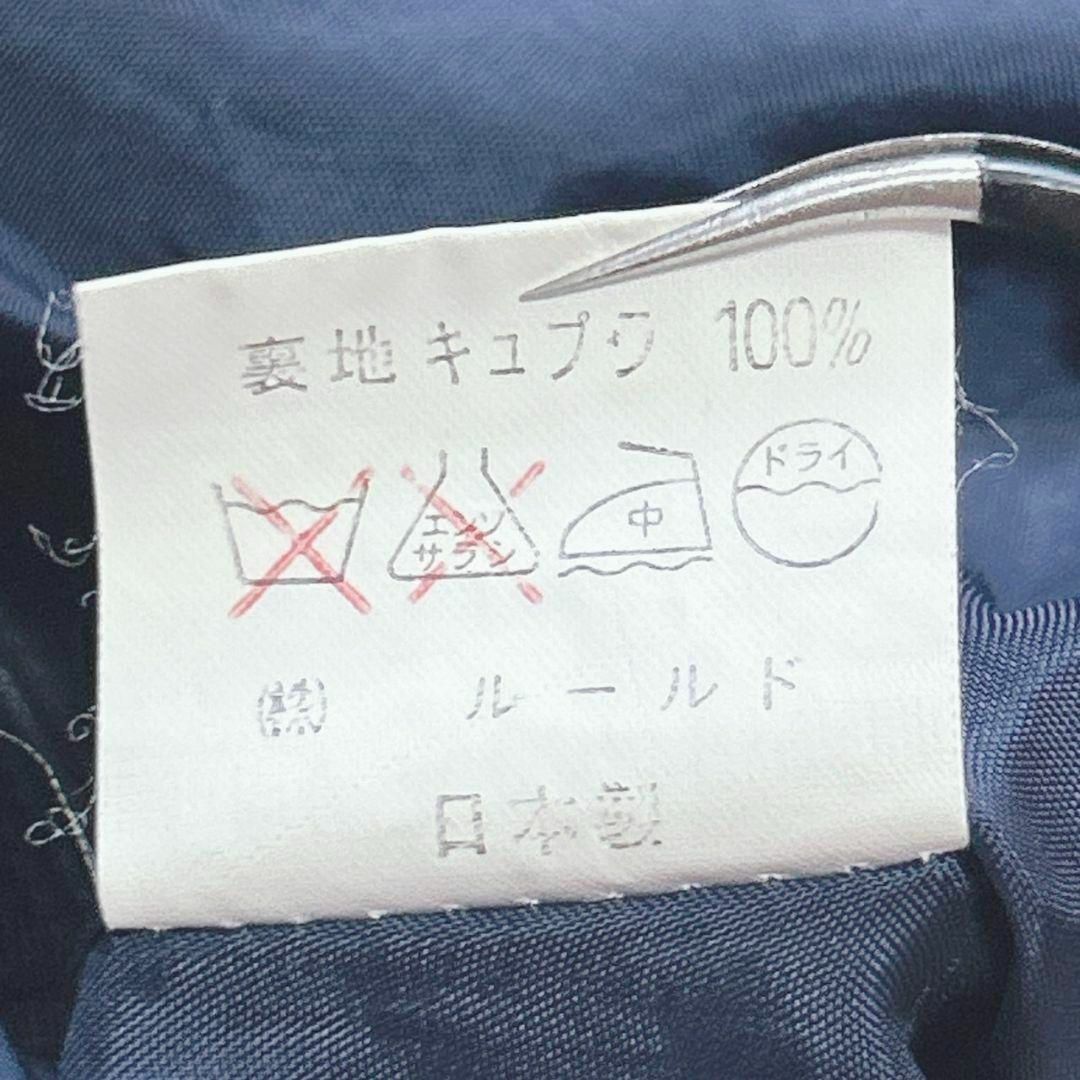 裏地 キュプラ 100%
エンソ
サラシ
中
ドライ
㈱ ルールド
日本製